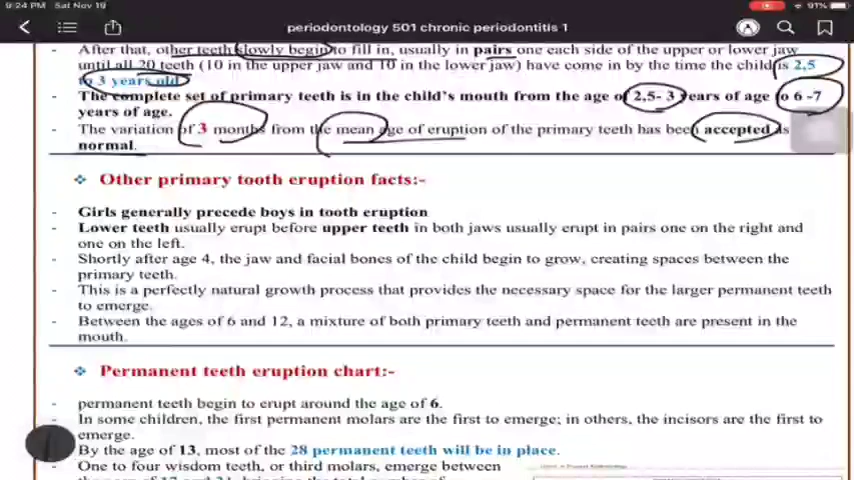 9:24 PM Sat Nov 19
91%
periodontology 501 chronic periodontitis 1
- After that, other teeth slowly begin to fill in, usually in pairs one each side of the upper or lower jaw
until all 20 teeth (10 in the upper jaw and 10 in the lower jaw) have come in by the time the child is 2,5
to 3 years old.
- The complete set of primary teeth is in the child's mouth from the age of 2,5- 3 years of age to 6 -7
years of age.
- The variation of 3 months from the mean age of eruption of the primary teeth has been accepted as
normal.
❖ Other primary tooth eruption facts:-
- Girls generally precede boys in tooth eruption
- Lower teeth usually erupt before upper teeth in both jaws usually erupt in pairs one on the right and
one on the left.
- Shortly after age 4, the jaw and facial bones of the child begin to grow, creating spaces between the
primary teeth.
- This is a perfectly natural growth process that provides the necessary space for the larger permanent teeth
to emerge.
- Between the ages of 6 and 12, a mixture of both primary teeth and permanent teeth are present in the
mouth.
❖ Permanent teeth eruption chart:-
- permanent teeth begin to erupt around the age of 6.
- In some children, the first permanent molars are the first to emerge; in others, the incisors are the first to
emerge.
- By the age of 13, most of the 28 permanent teeth will be in place.
- One to four wisdom teeth, or third molars, emerge between